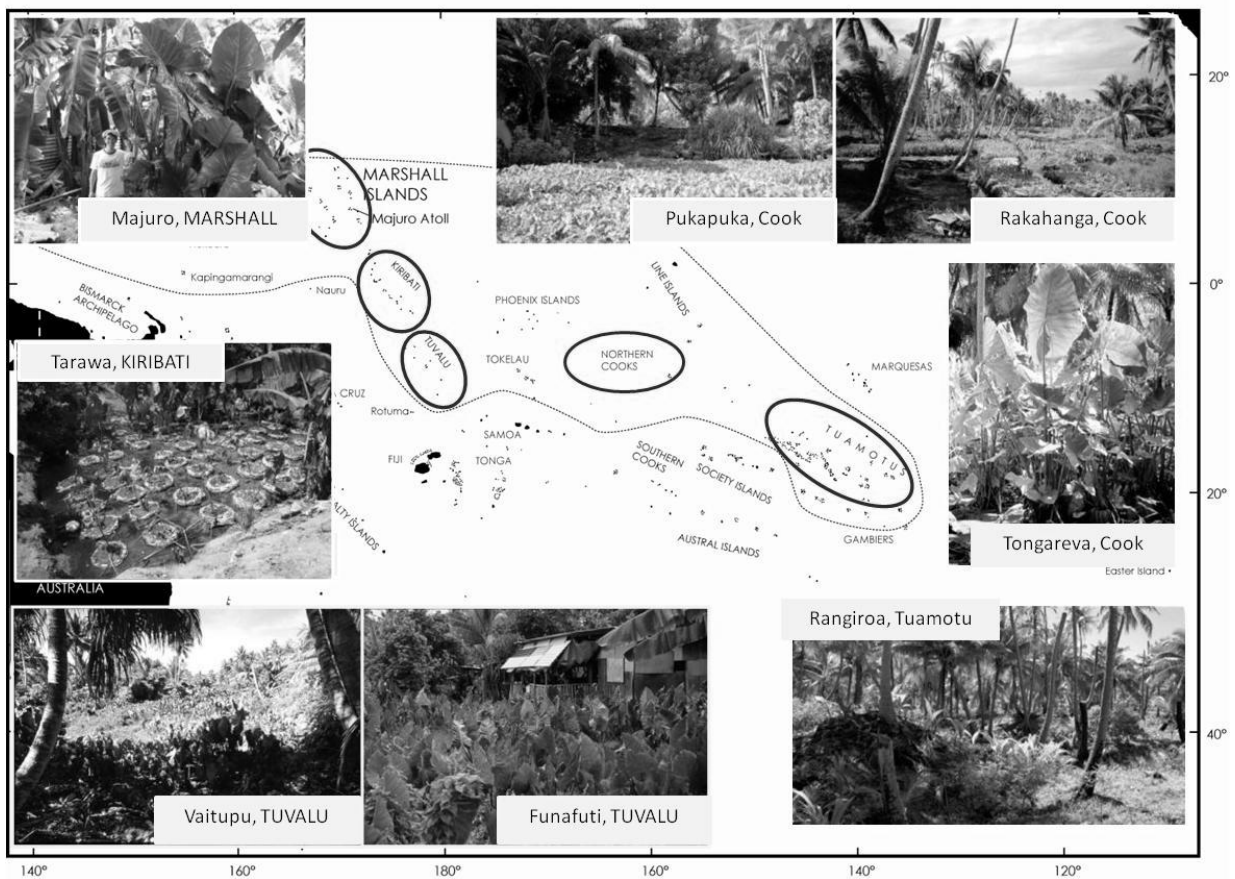 20°
MARSHALL
ISLANDS
Majuro Atoll
Majuro, MARSHALL
Pukapuka, Cook
Rakahanga, Cook
Kapingamarangi
Nauru
KIRIBATI
LINE ISLANDS
0°
BISMARCK
ARCHIPELAGO
PHOENIX ISLANDS
Tarawa, KIRIBATI
TUVALU
TOKELAU
NORTHERN
COOKS
MARQUESAS
CRUZ
Rotuma
SAMOA
TUAMOTUS
FIJI
TONGA
SOUTHERN
COOKS
SOCIETY ISLANDS
20°
ALTY ISLANDS
AUSTRAL ISLANDS
GAMBIERS
Tongareva, Cook
Easter Island
AUSTRALIA
Rangiroa, Tuamotu
40°
Vaitupu, TUVALU
Funafuti, TUVALU
140°
160°
180°
160°
140°
120°